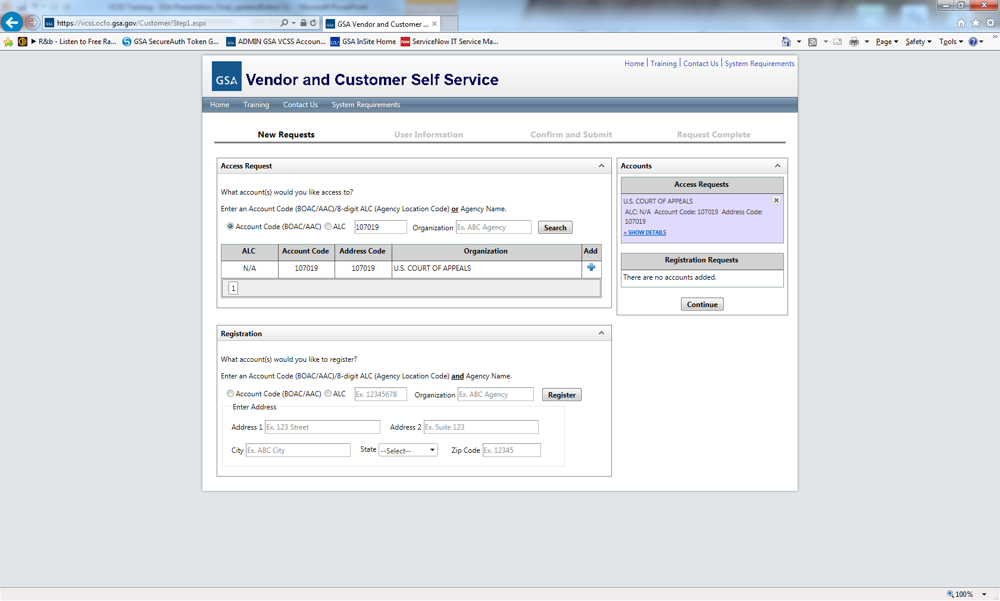 VCSS Training - GSA Presentation_Final_updatedEdited (1) - Microsoft PowerPoint
https://vcss.ocfo.gsa.gov/Customer/Step1.aspx
GSA Vendor and Customer ...
R&b - Listen to Free Ra...
GSA SecureAuth Token G...
ADMIN GSA VCSS Accoun...
GSA InSite Home
ServiceNow IT Service Ma...
Page
Safety
Tools
Home | Training | Contact Us | System Requirements
GSA
Vendor and Customer Self Service
Home Training Contact Us System Requirements
New Requests User Information Confirm and Submit Request Complete
Access Request
What account(s) would you like access to?
Enter an Account Code (BOAC/AAC)/8-digit ALC (Agency Location Code) or Agency Name.
Account Code (BOAC/AAC) ALC 107019 Organization Ex. ABC Agency Search
ALC Account Code Address Code Organization Add
N/A 107019 107019 U.S. COURT OF APPEALS
1
Accounts
Access Requests
U.S. COURT OF APPEALS
ALC: N/A Account Code: 107019 Address Code:
107019
+ SHOW DETAILS
Registration Requests
There are no accounts added.
Continue
Registration
What account(s) would you like to register?
Enter an Account Code (BOAC/AAC)/8-digit ALC (Agency Location Code) and Agency Name.
Account Code (BOAC/AAC) ALC Ex. 12345678 Organization Ex. ABC Agency Register
Enter Address
Address 1 Ex. 123 Street Address 2 Ex. Suite 123
City Ex. ABC City State --Select-- Zip Code Ex. 12345
100%